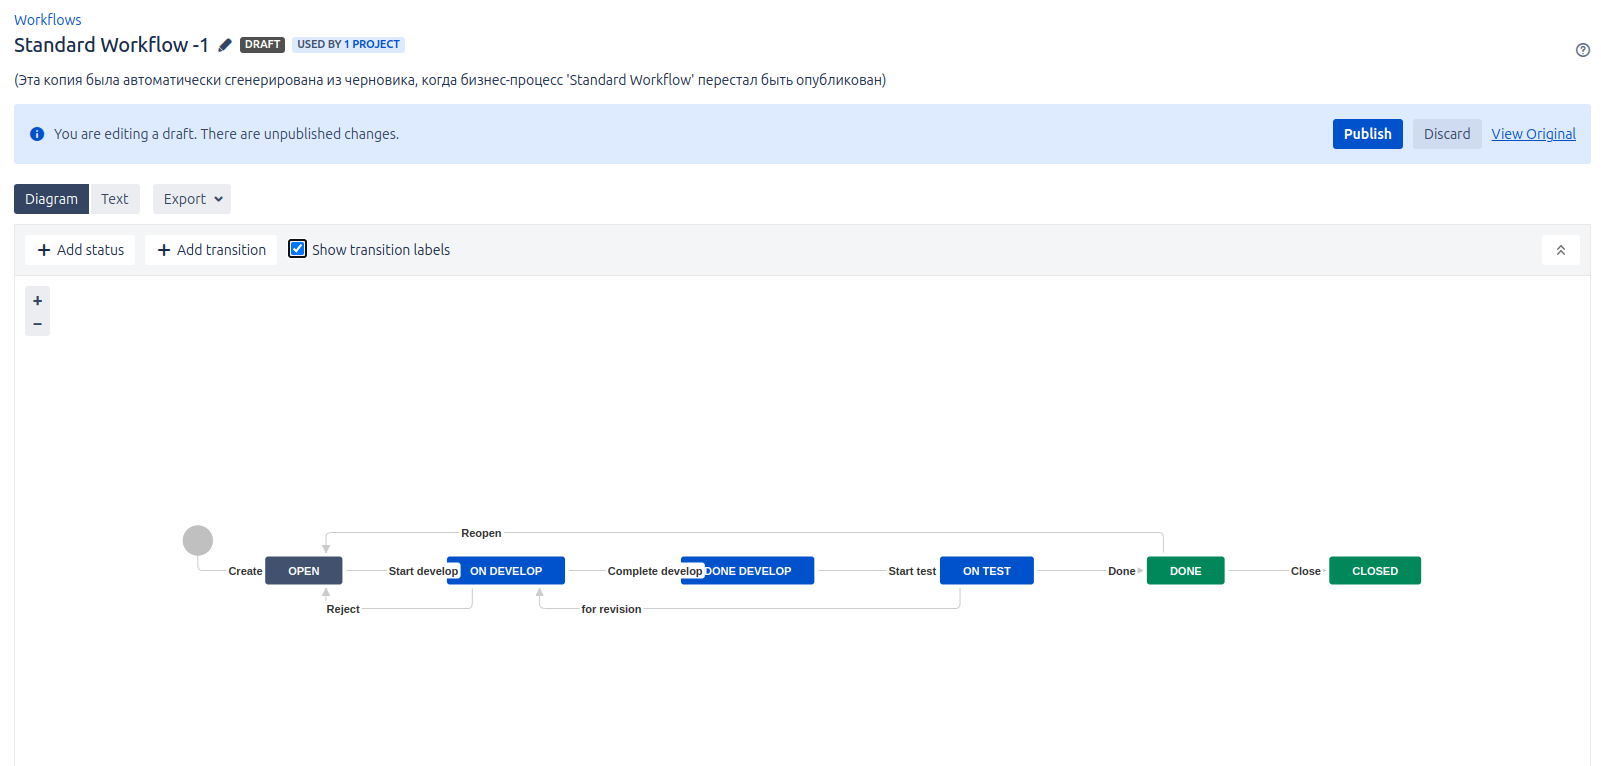 Workflows
Standard Workflow -1 DRAFT USED BY 1 PROJECT
(Эта копия была автоматически сгенерирована из черновика, когда бизнес-процесс 'Standard Workflow' перестал быть опубликован)
You are editing a draft. There are unpublished changes. Publish Discard View Original
Diagram Text Export
+ Add status + Add transition Show transition labels
+
−
Reopen
Create OPEN Start develop ON DEVELOP Complete develop DONE DEVELOP Start test ON TEST Done DONE Close CLOSED
Reject for revision